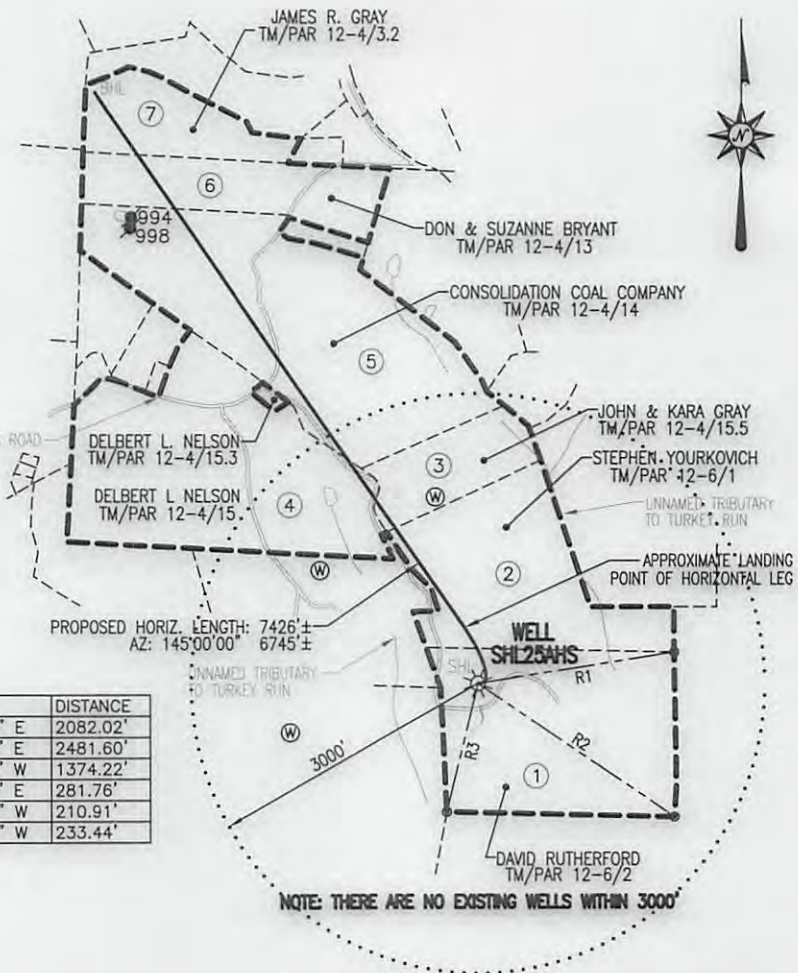 JAMES R. GRAY
TM/PAR 12-4/3.2
BHL
N
7
6
994
998
DON & SUZANNE BRYANT
TM/PAR 12-4/13
CONSOLIDATION COAL COMPANY
TM/PAR 12-4/14
5
ROAD
DELBERT L. NELSON
TM/PAR 12-4/15.3
DELBERT L NELSON
TM/PAR 12-4/15
JOHN & KARA GRAY
TM/PAR 12-4/15.5
3
STEPHEN YOURKOVICH
TM/PAR 12-6/1
W
4
UNNAMED TRIBUTARY
TO TURKEY RUN
2
W
APPROXIMATE LANDING
POINT OF HORIZONTAL LEG
PROPOSED HORIZ. LENGTH: 7426'±
AZ: 145°00'00" 6745'±
WELL
SHL25AHS
UNNAMED TRIBUTARY
TO TURKEY RUN
SHL
R1
W
R2
R3
3000'
DISTANCE
" E 2082.02'
" E 2481.60'
" W 1374.22'
" E 281.76'
" W 210.91'
" W 233.44'
1
DAVID RUTHERFORD
TM/PAR 12-6/2
NOTE: THERE ARE NO EXISTING WELLS WITHIN 3000'